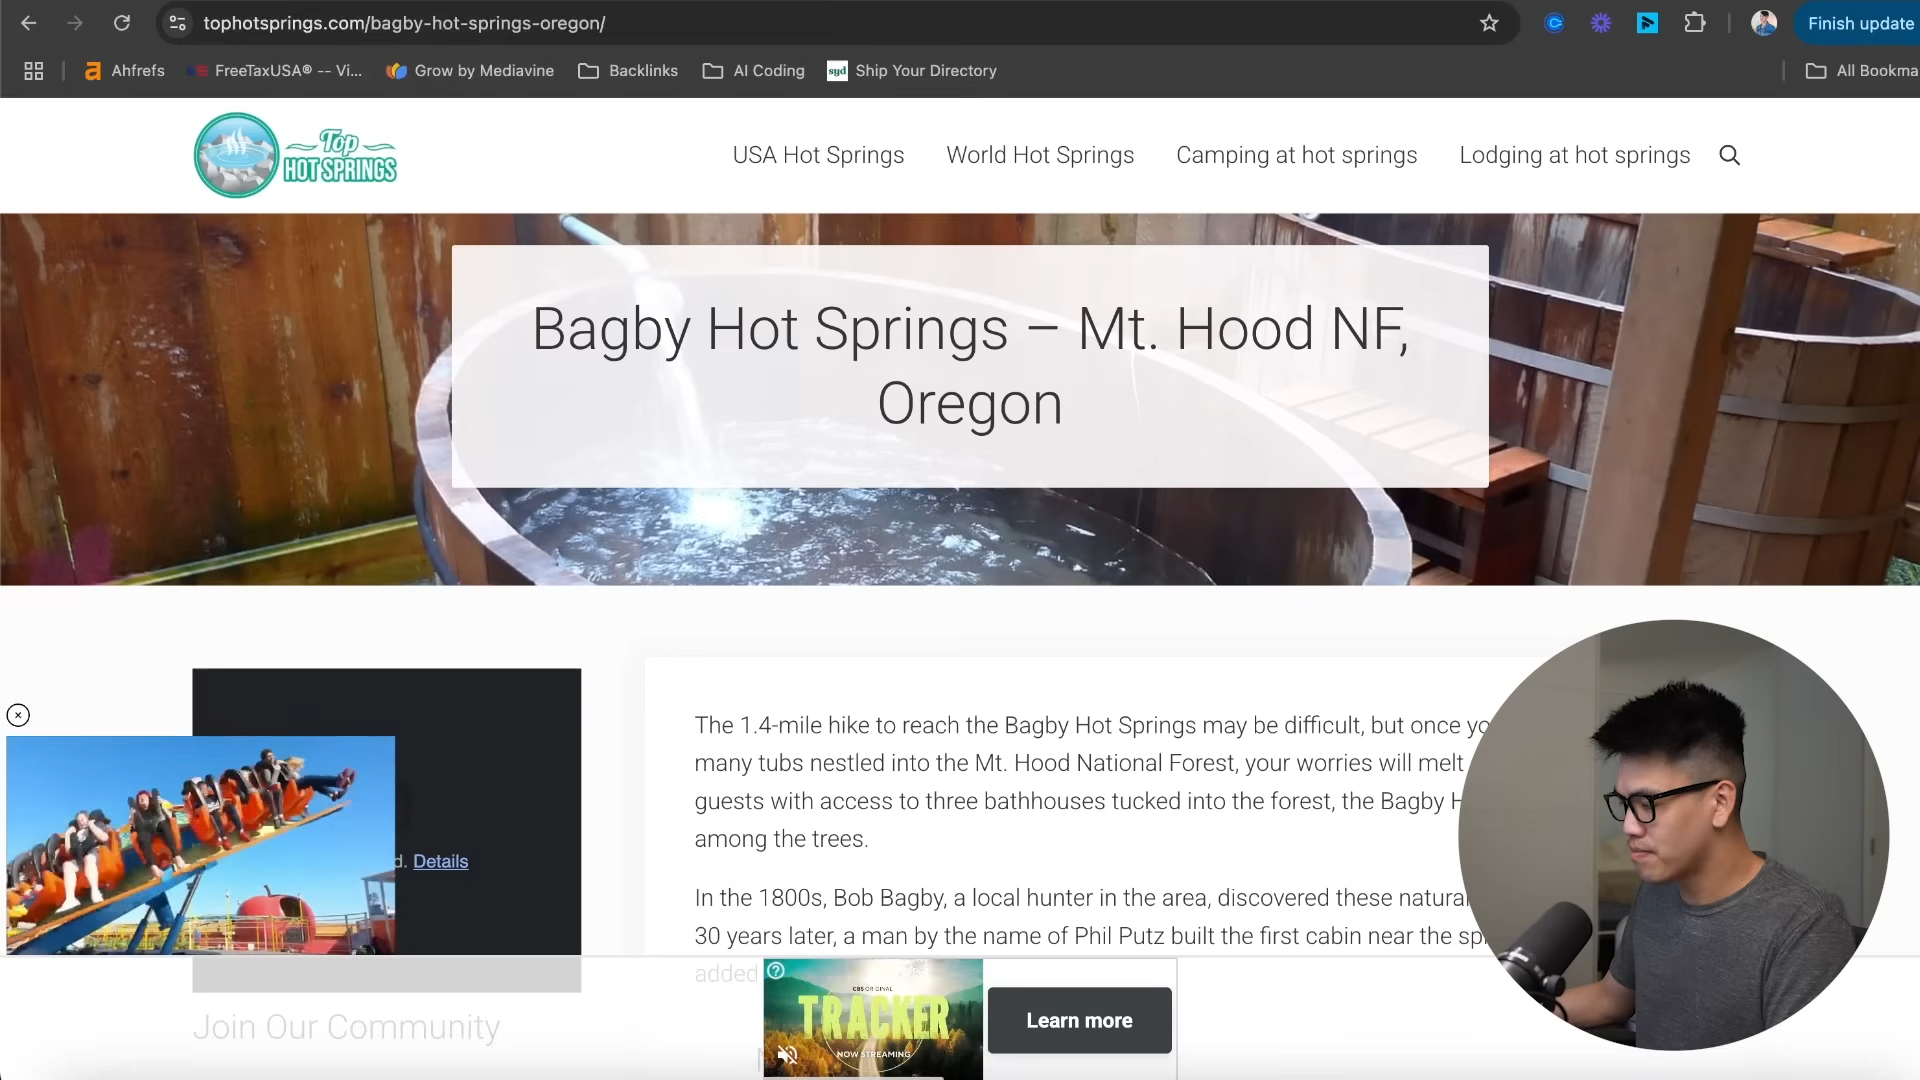 tophotsprings.com/bagby-hot-springs-oregon/
Finish update
Ahfrefs
FreeTaxUSA® -- Vi...
Grow by Mediavine
Backlinks
AI Coding
syd
Ship Your Directory
All Bookma
Top
HOT SPRINGS
USA Hot Springs
World Hot Springs
Camping at hot springs
Lodging at hot springs
Bagby Hot Springs – Mt. Hood NF,
Oregon
d. Details
The 1.4-mile hike to reach the Bagby Hot Springs may be difficult, but once yo
many tubs nestled into the Mt. Hood National Forest, your worries will melt
guests with access to three bathhouses tucked into the forest, the Bagby H
among the trees.
In the 1800s, Bob Bagby, a local hunter in the area, discovered these natural
30 years later, a man by the name of Phil Putz built the first cabin near the sp
added
Join Our Community
CBS ORIGINAL
TRACKER
NOW STREAMING
Learn more